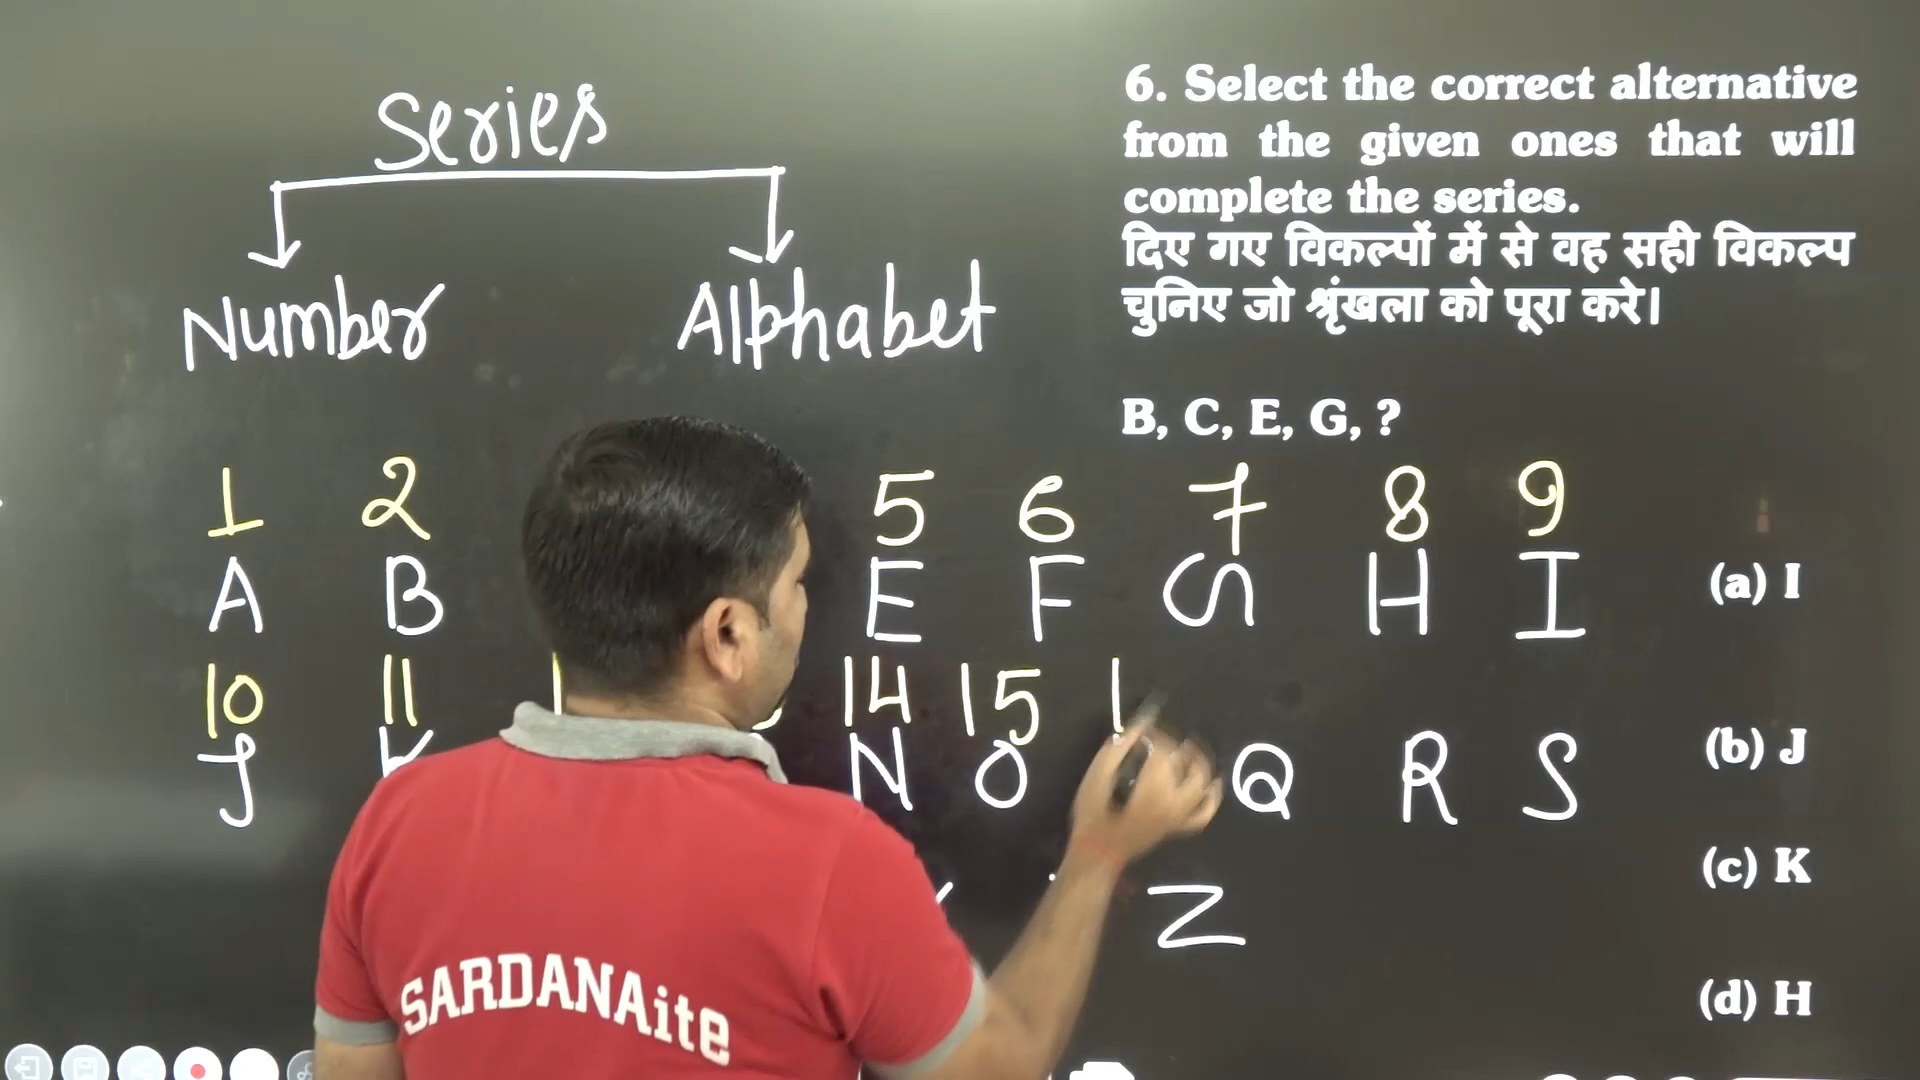 Series
Number Alphabet
6. Select the correct alternative
from the given ones that will
complete the series.
दिए गए विकल्पों में से वह सही विकल्प
चुनिए जो श्रृंखला को पूरा करे।
B, C, E, G, ?
1 2 5 6 7 8 9
A B E F G H I
(a) I
10 11 14 15 1
J K N O Q R S
(b) J
(c) K
Z
(d) H
SARDANAite